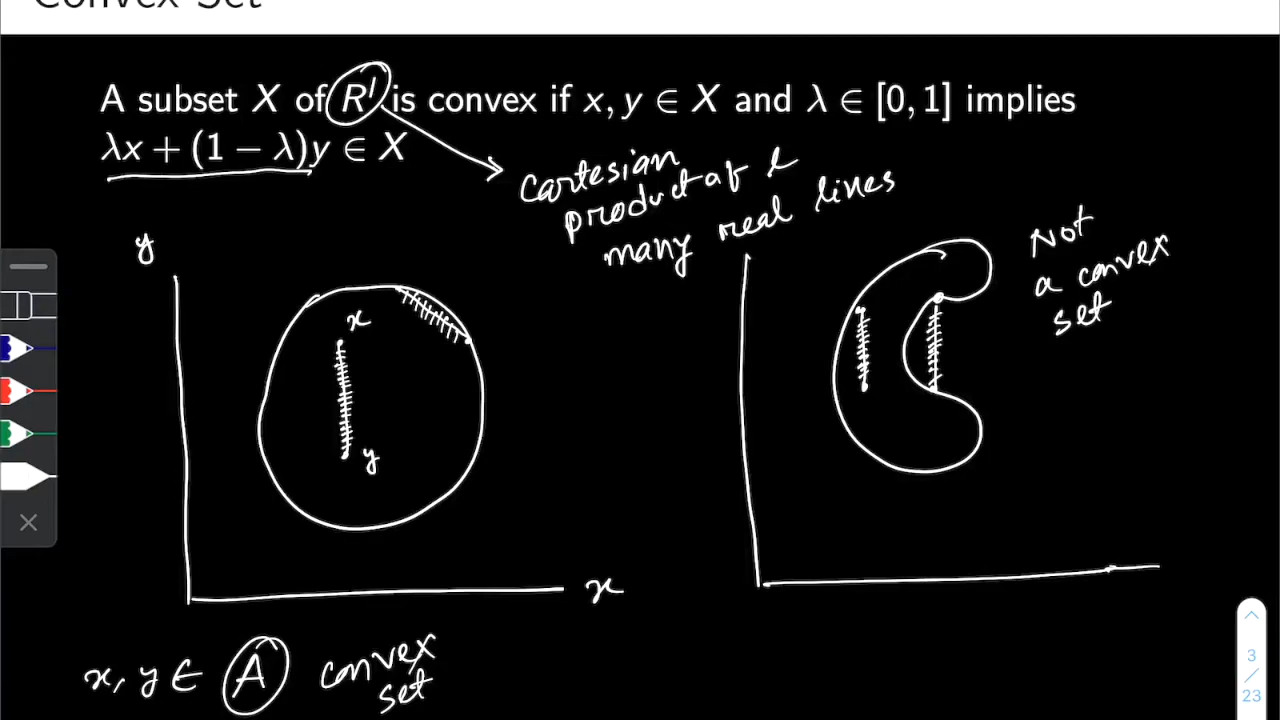 Convex Set
A subset X of Rˡ is convex if x, y ∈ X and λ ∈ [0, 1] implies
λx + (1 − λ)y ∈ X
Cartesian
product of l
many real lines
y
x
y
x
Not
a convex
set
x, y ∈ A convex
set
3
/
23